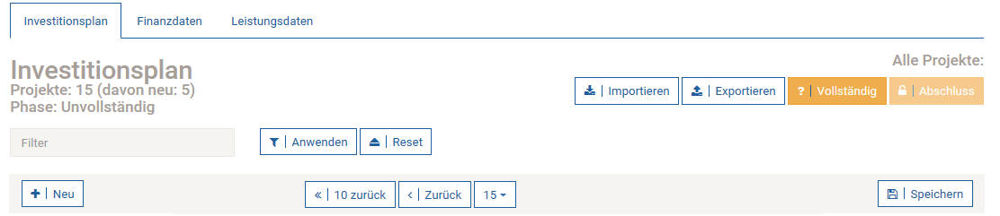 Investitionsplan Finanzdaten Leistungsdaten
Investitionsplan
Alle Projekte:
Projekte: 15 (davon neu: 5)
Phase: Unvollständig
Importieren Exportieren ? Vollständig Abschluss
Filter Anwenden Reset
+ Neu « 10 zurück ‹ Zurück 15 Speichern